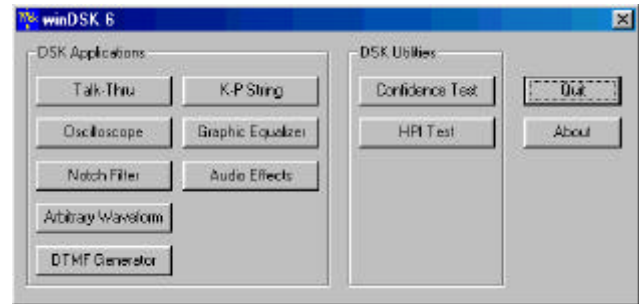 winDSK 6
DSK Applications
DSK Utilities
Talk-Thru
K-P String
Confidence Test
Quit
Oscilloscope
Graphic Equalizer
HPI Test
About
Notch Filter
Audio Effects
Arbitrary Waveform
DTMF Generator